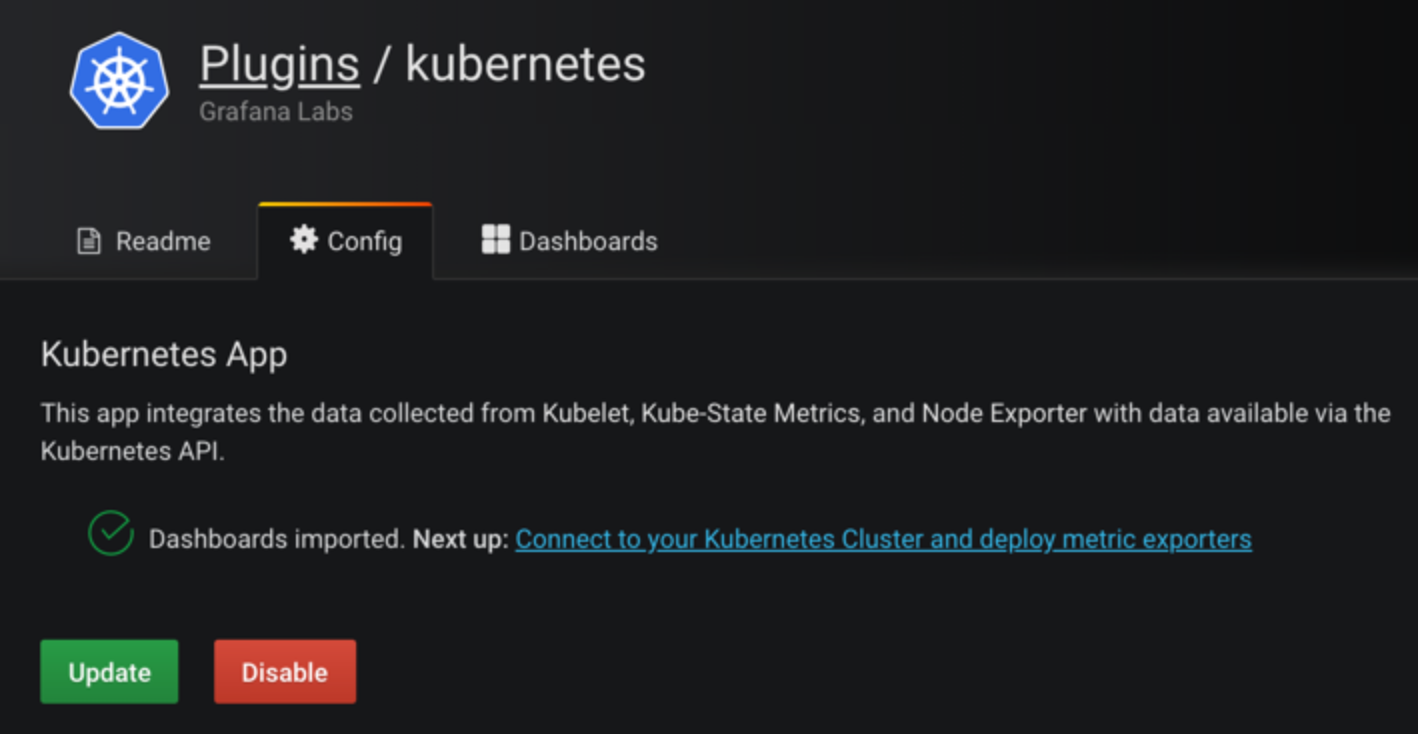 Plugins / kubernetes
Grafana Labs
Readme
Config
Dashboards
Kubernetes App
This app integrates the data collected from Kubelet, Kube-State Metrics, and Node Exporter with data available via the
Kubernetes API.
Dashboards imported. Next up: Connect to your Kubernetes Cluster and deploy metric exporters
Update
Disable